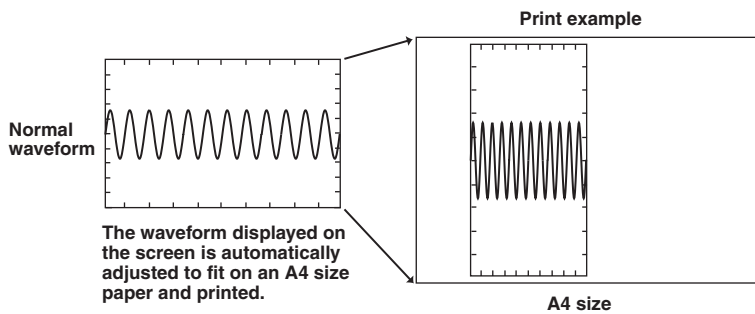 Print example
Normal
waveform
The waveform displayed on
the screen is automatically
adjusted to fit on an A4 size
paper and printed.
A4 size